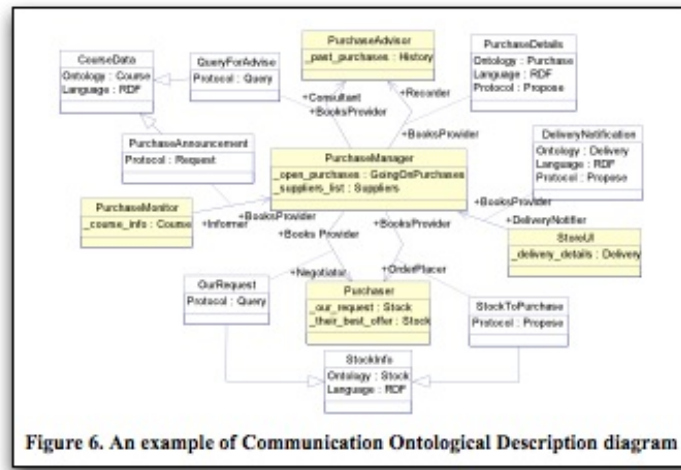 PurchaseAdvisor
_past_purchases : History
PurchaseDetails
Ontology : Purchase
Language : RDF
Protocol : Propose
CourseData
Ontology : Course
Language : RDF
QueryForAdvise
Protocol : Query
+Consultant
+BooksProvider
+Recorder
+BooksProvider
PurchaseAnnouncement
Protocol : Request
DeliveryNotification
Ontology : Delivery
Language : RDF
Protocol : Propose
PurchaseManager
_open_purchases : GoingOnPurchases
_suppliers_list : Suppliers
PurchaseMonitor
_course_info : Course
+Informer
+BooksProvider
+Books Provider
+BooksProvider
+BooksProvider
+DeliveryNotifier
StoreUI
_delivery_details : Delivery
+Negotiator
+OrderPlacer
OurRequest
Protocol : Query
Purchaser
_our_request : Stock
_their_best_offer : Stock
StockToPurchase
Protocol : Propose
StockInfo
Ontology : Stock
Language : RDF
Figure 6. An example of Communication Ontological Description diagram